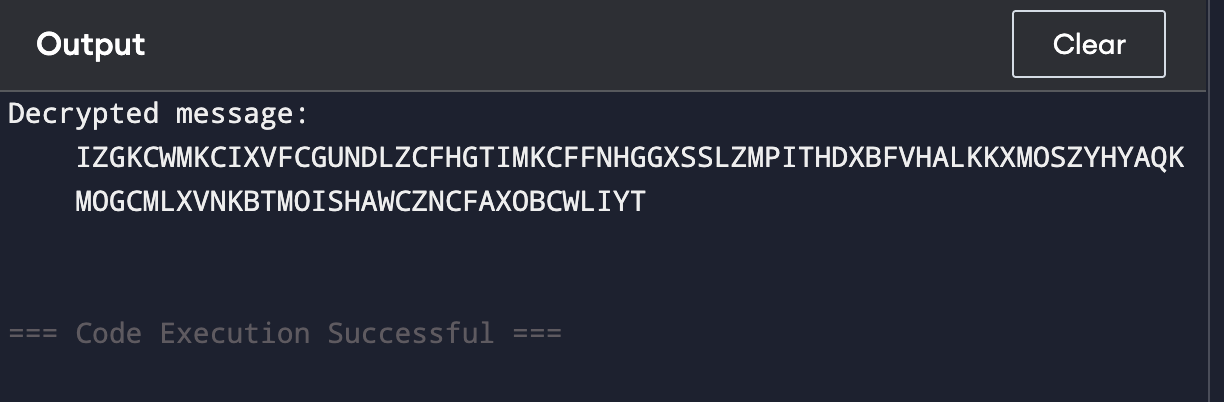 Output
Clear
Decrypted message:
IZGKCWMKCIXVFCGUNDLZCFHGTIMKCFFNHGGXSSLZMPITHDXBFVHALKKXMOSZYHYAQK
MOGCMLXVNKBTMOISHAWCZNCFAXOBCWLIYT
=== Code Execution Successful ===